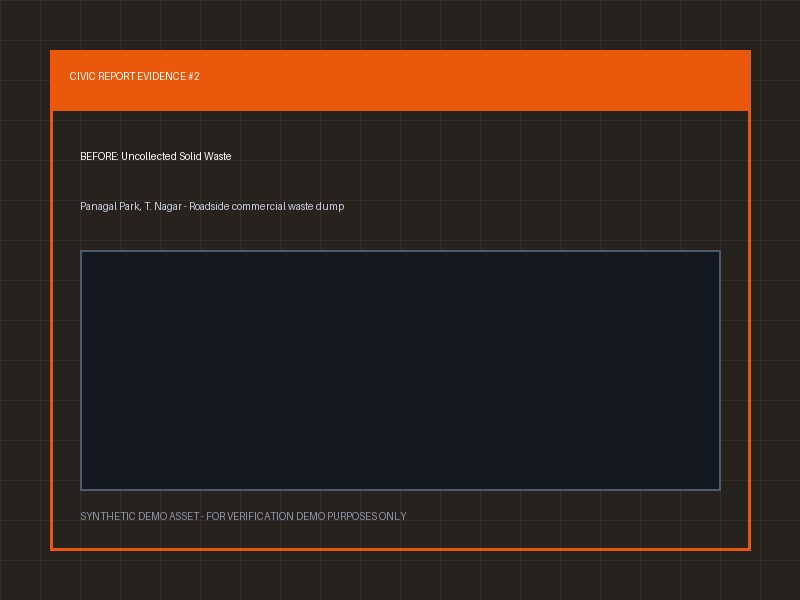 CIVIC REPORT EVIDENCE #2
BEFORE: Uncollected Solid Waste
Panagal Park, T. Nagar - Roadside commercial waste dump
SYNTHETIC DEMO ASSET - FOR VERIFICATION DEMO PURPOSES ONLY